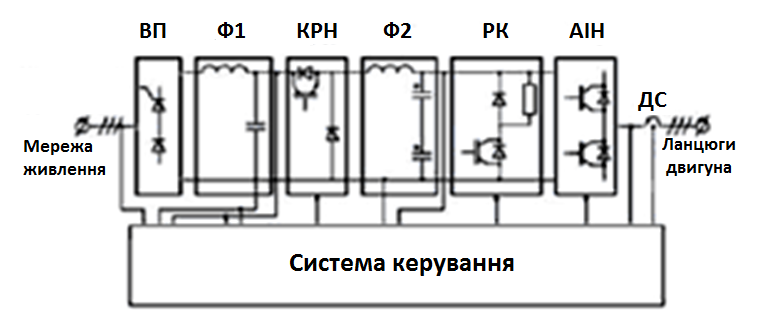 ВП Ф1 КРН Ф2 РК АІН
ДС
Мережа
живлення
Ланцюги
двигуна
Система керування